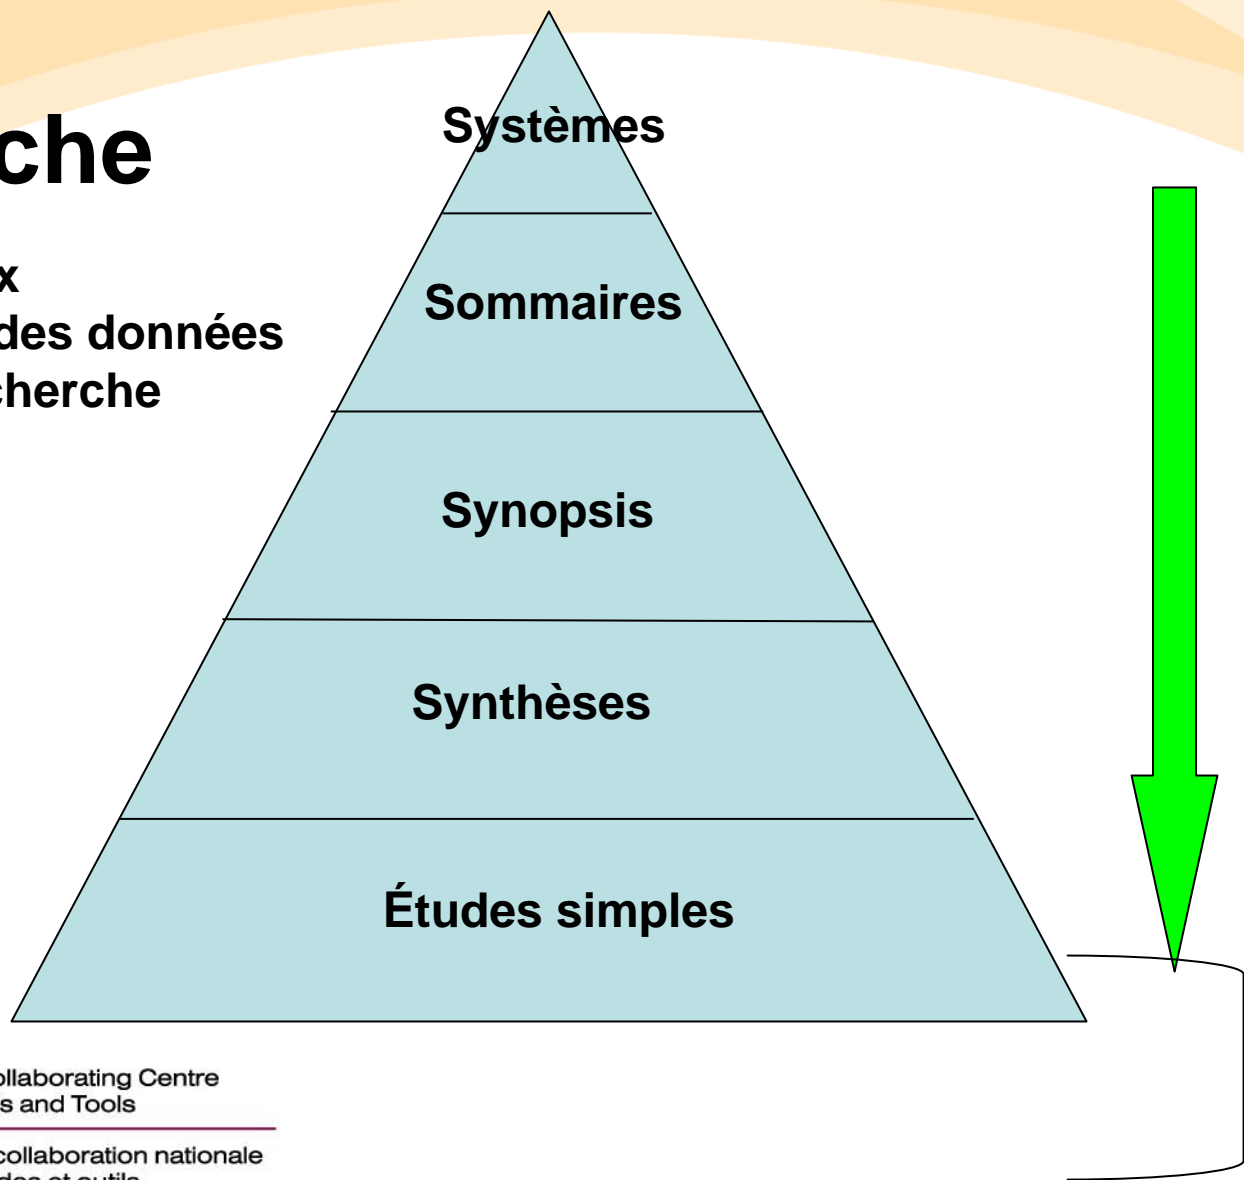 che
x
des données
cherche
Systèmes
Sommaires
Synopsis
Synthèses
Études simples
ollaborating Centre
s and Tools
collaboration nationale